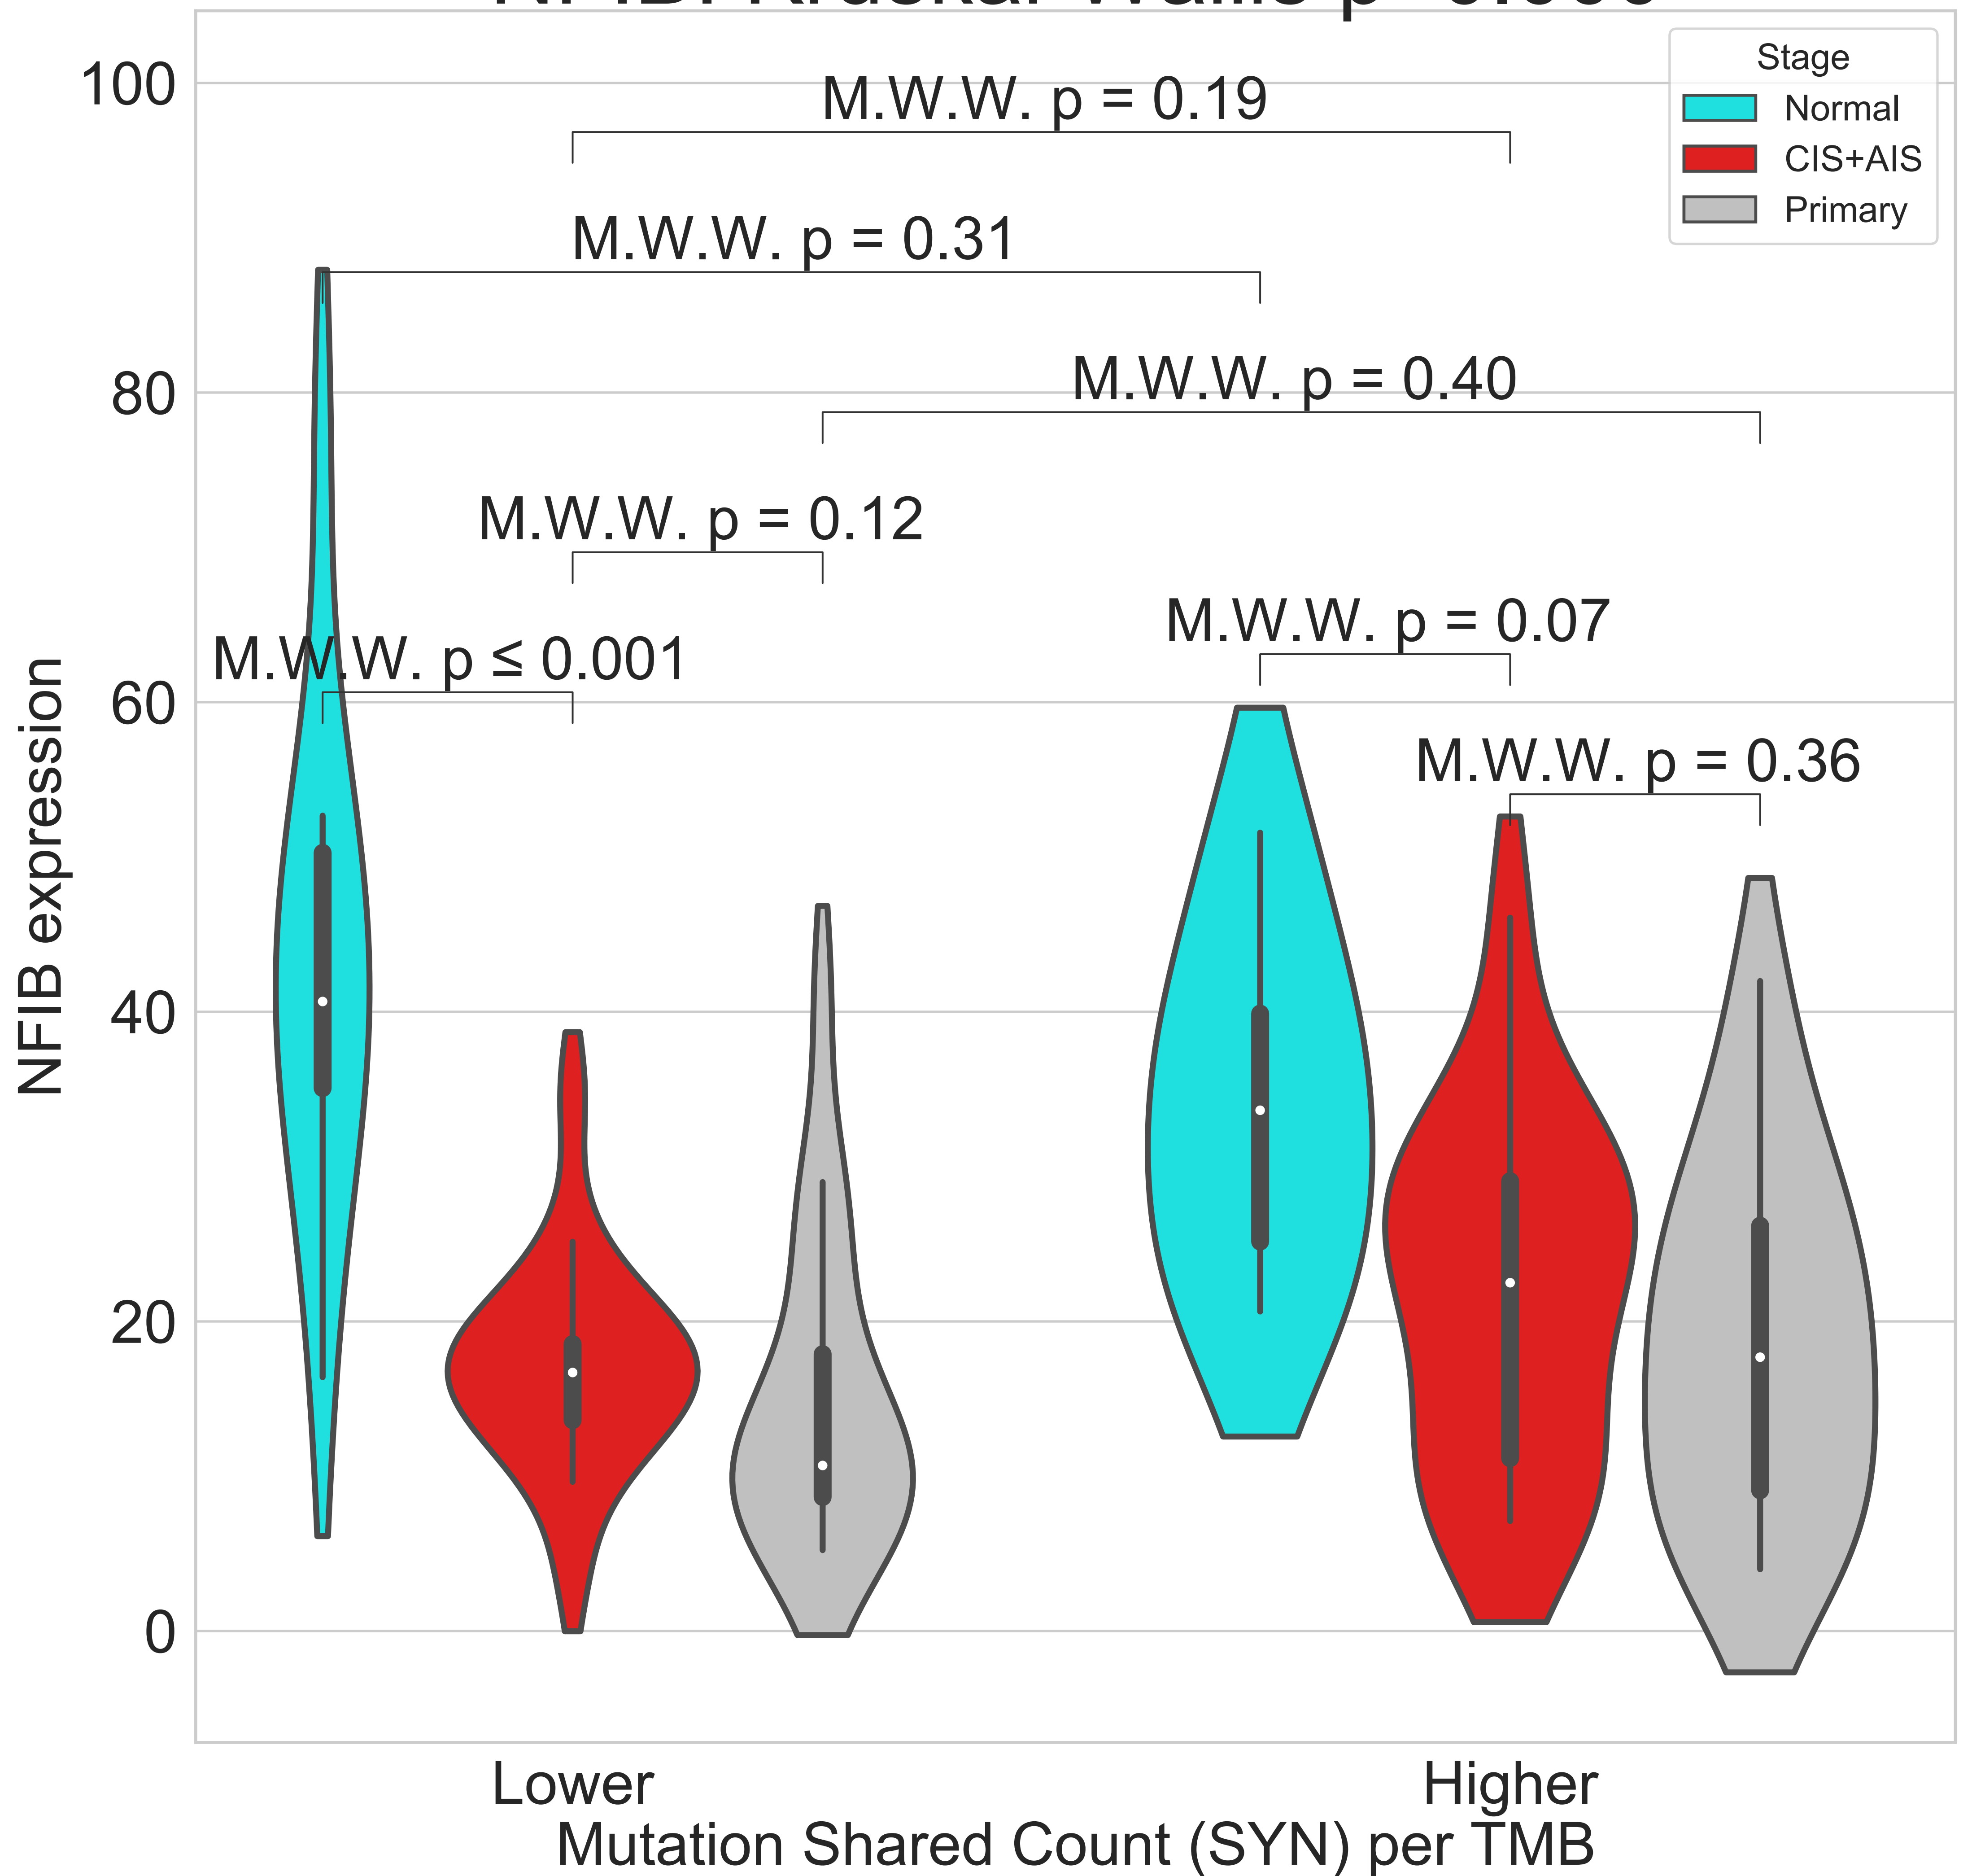 Stage
Normal
CIS+AIS
Primary
100
80
60
40
20
0
NFIB expression
M.W.W. p = 0.19
M.W.W. p = 0.31
M.W.W. p = 0.40
M.W.W. p = 0.12
M.W.W. p ≤ 0.001
M.W.W. p = 0.07
M.W.W. p = 0.36
Lower
Higher
Mutation Shared Count (SYN) per TMB